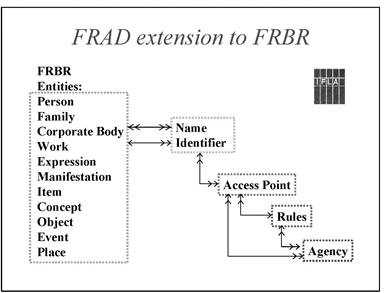 FRAD extension to FRBR
FRBR
Entities:
Person
Family
Corporate Body
Work
Expression
Manifestation
Item
Concept
Object
Event
Place
Name
Identifier
Access Point
Rules
Agency
IFLA